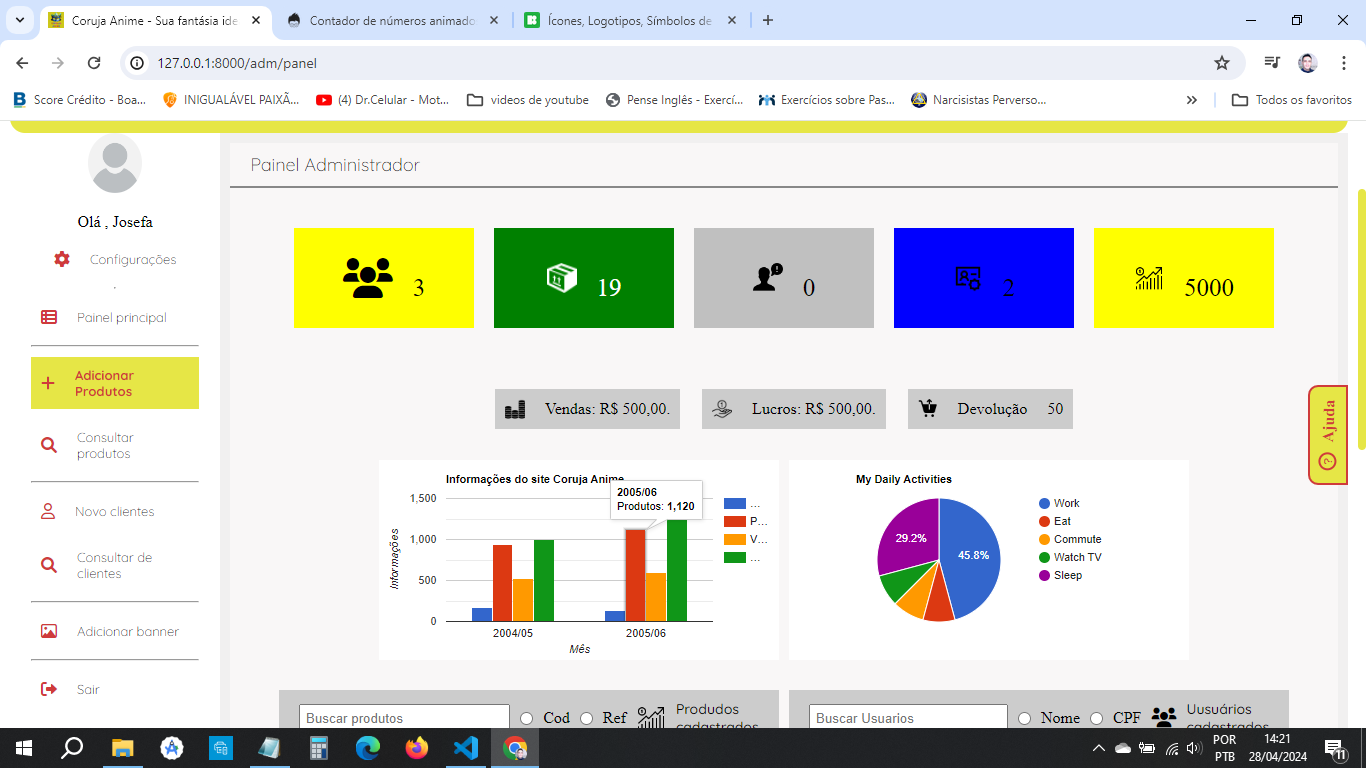 Coruja Anime - Sua fantásia ide
Contador de números animado
Ícones, Logotipos, Símbolos de
127.0.0.1:8000/adm/panel
Score Crédito - Boa...
INIGUALÁVEL PAIXÃ...
(4) Dr.Celular - Mot...
videos de youtube
Pense Inglês - Exercí...
Exercícios sobre Pas...
Narcisistas Perverso...
Todos os favoritos
Olá , Josefa
Configurações
.
Painel principal
Adicionar
Produtos
Consultar
produtos
Novo clientes
Consultar de
clientes
Adicionar banner
Sair
Painel Administrador
3
19
0
2
5000
Vendas: R$ 500,00.
Lucros: R$ 500,00.
Devolução 50
Ajuda
Informações do site Coruja Anime
2005/06
Produtos: 1,120
1,500
1,000
500
0
Informações
2004/05
2005/06
Mês
...
P...
V...
...
My Daily Activities
29.2%
45.8%
Work
Eat
Commute
Watch TV
Sleep
Buscar produtos
Cod
Ref
Produdos
cadastrados
Buscar Usuarios
Nome
CPF
Uusuários
cadastrados
POR
PTB
14:21
28/04/2024
11